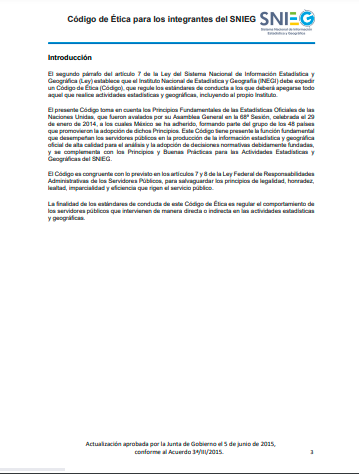 Código de Ética para los integrantes del SNIEG
SNIEG
Sistema Nacional de Información
Estadística y Geográfica
Introducción
El segundo párrafo del artículo 7 de la Ley del Sistema Nacional de Información Estadística y
Geográfica (Ley) establece que el Instituto Nacional de Estadística y Geografía (INEGI) debe expedir
un Código de Ética (Código), que regule los estándares de conducta a los que deberá apegarse todo
aquel que realice actividades estadísticas y geográficas, incluyendo al propio Instituto.
El presente Código toma en cuenta los Principios Fundamentales de las Estadísticas Oficiales de las
Naciones Unidas, que fueron avalados por su Asamblea General en la 68ª Sesión, celebrada el 29
de enero de 2014, a los cuales México se ha adherido, formando parte del grupo de los 48 países
que promovieron la adopción de dichos Principios. Este Código tiene presente la función fundamental
que desempeñan los servidores públicos en la producción de la información estadística y geográfica
oficial de alta calidad para el análisis y la adopción de decisiones normativas debidamente fundadas,
y se complementa con los Principios y Buenas Prácticas para las Actividades Estadísticas y
Geográficas del SNIEG.
El Código es congruente con lo previsto en los artículos 7 y 8 de la Ley Federal de Responsabilidades
Administrativas de los Servidores Públicos, para salvaguardar los principios de legalidad, honradez,
lealtad, imparcialidad y eficiencia que rigen el servicio público.
La finalidad de los estándares de conducta de este Código de Ética es regular el comportamiento de
los servidores públicos que intervienen de manera directa o indirecta en las actividades estadísticas
y geográficas.
Actualización aprobada por la Junta de Gobierno el 5 de junio de 2015,
conforme al Acuerdo 3ª/III/2015.
3